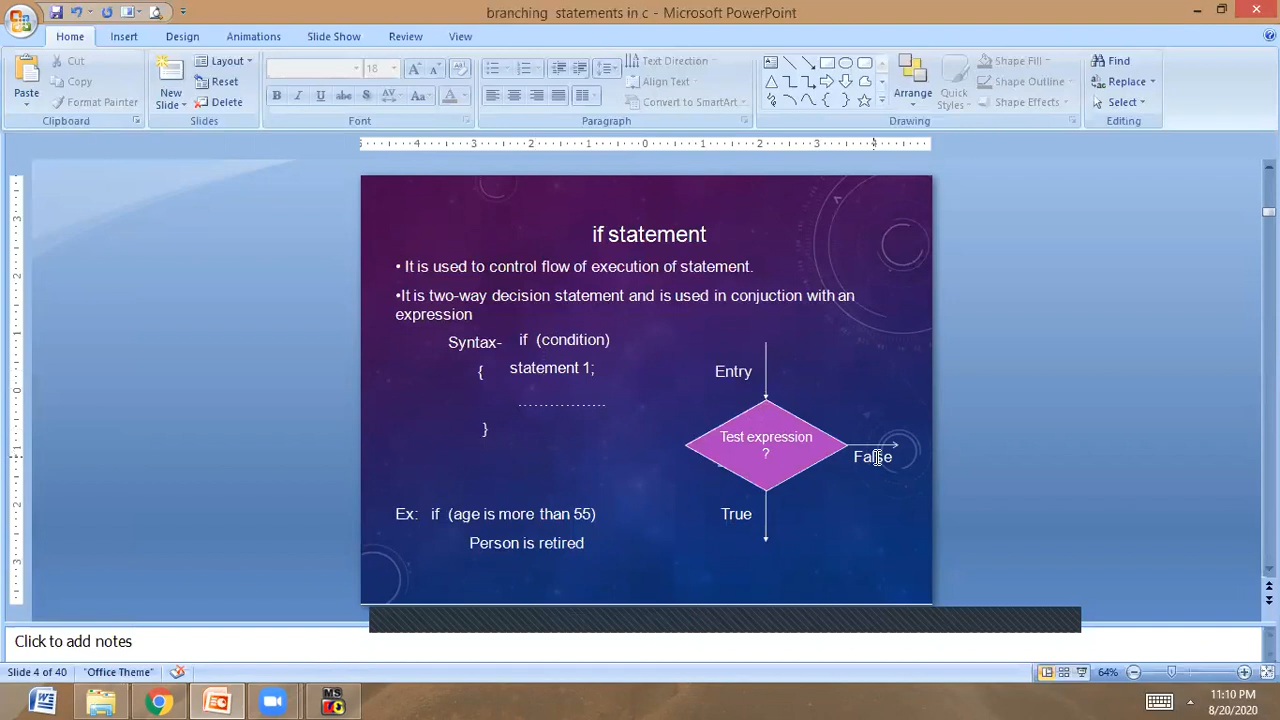 branching statements in c - Microsoft PowerPoint
Home Insert Design Animations Slide Show Review View
Paste
Cut
Copy
Format Painter
Clipboard
New
Slide
Layout
Reset
Delete
Slides
18
B I U abc S AV Aa A
Font
Text Direction
Align Text
Convert to SmartArt
Paragraph
Arrange
Quick
Styles
Shape Fill
Shape Outline
Shape Effects
Drawing
Find
Replace
Select
Editing
if statement
• It is used to control flow of execution of statement.
•It is two-way decision statement and is used in conjuction with an
expression
Syntax- if (condition)
{ statement 1;
………………
}
Ex: if (age is more than 55)
Person is retired
Entry
Test expression
?
False
True
Click to add notes
Slide 4 of 40 "Office Theme" 64%
MS
11:10 PM
8/20/2020